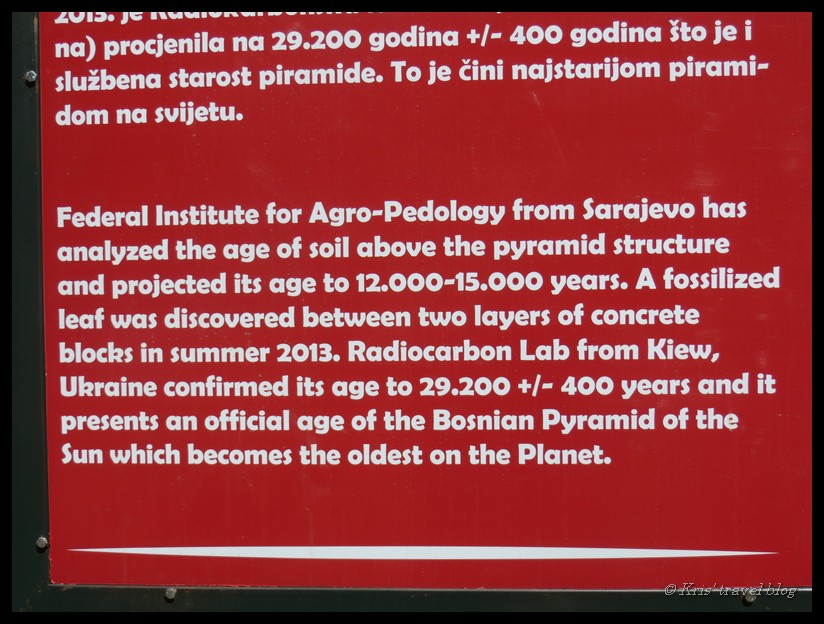 2013. je
na) procjenila na 29.200 godina +/- 400 godina što je i
službena starost piramide. To je čini najstarijom pirami-
dom na svijetu.
Federal Institute for Agro-Pedology from Sarajevo has
analyzed the age of soil above the pyramid structure
and projected its age to 12.000-15.000 years. A fossilized
leaf was discovered between two layers of concrete
blocks in summer 2013. Radiocarbon Lab from Kiew,
Ukraine confirmed its age to 29.200 +/- 400 years and it
presents an official age of the Bosnian Pyramid of the
Sun which becomes the oldest on the Planet.
© Kris' travel blog